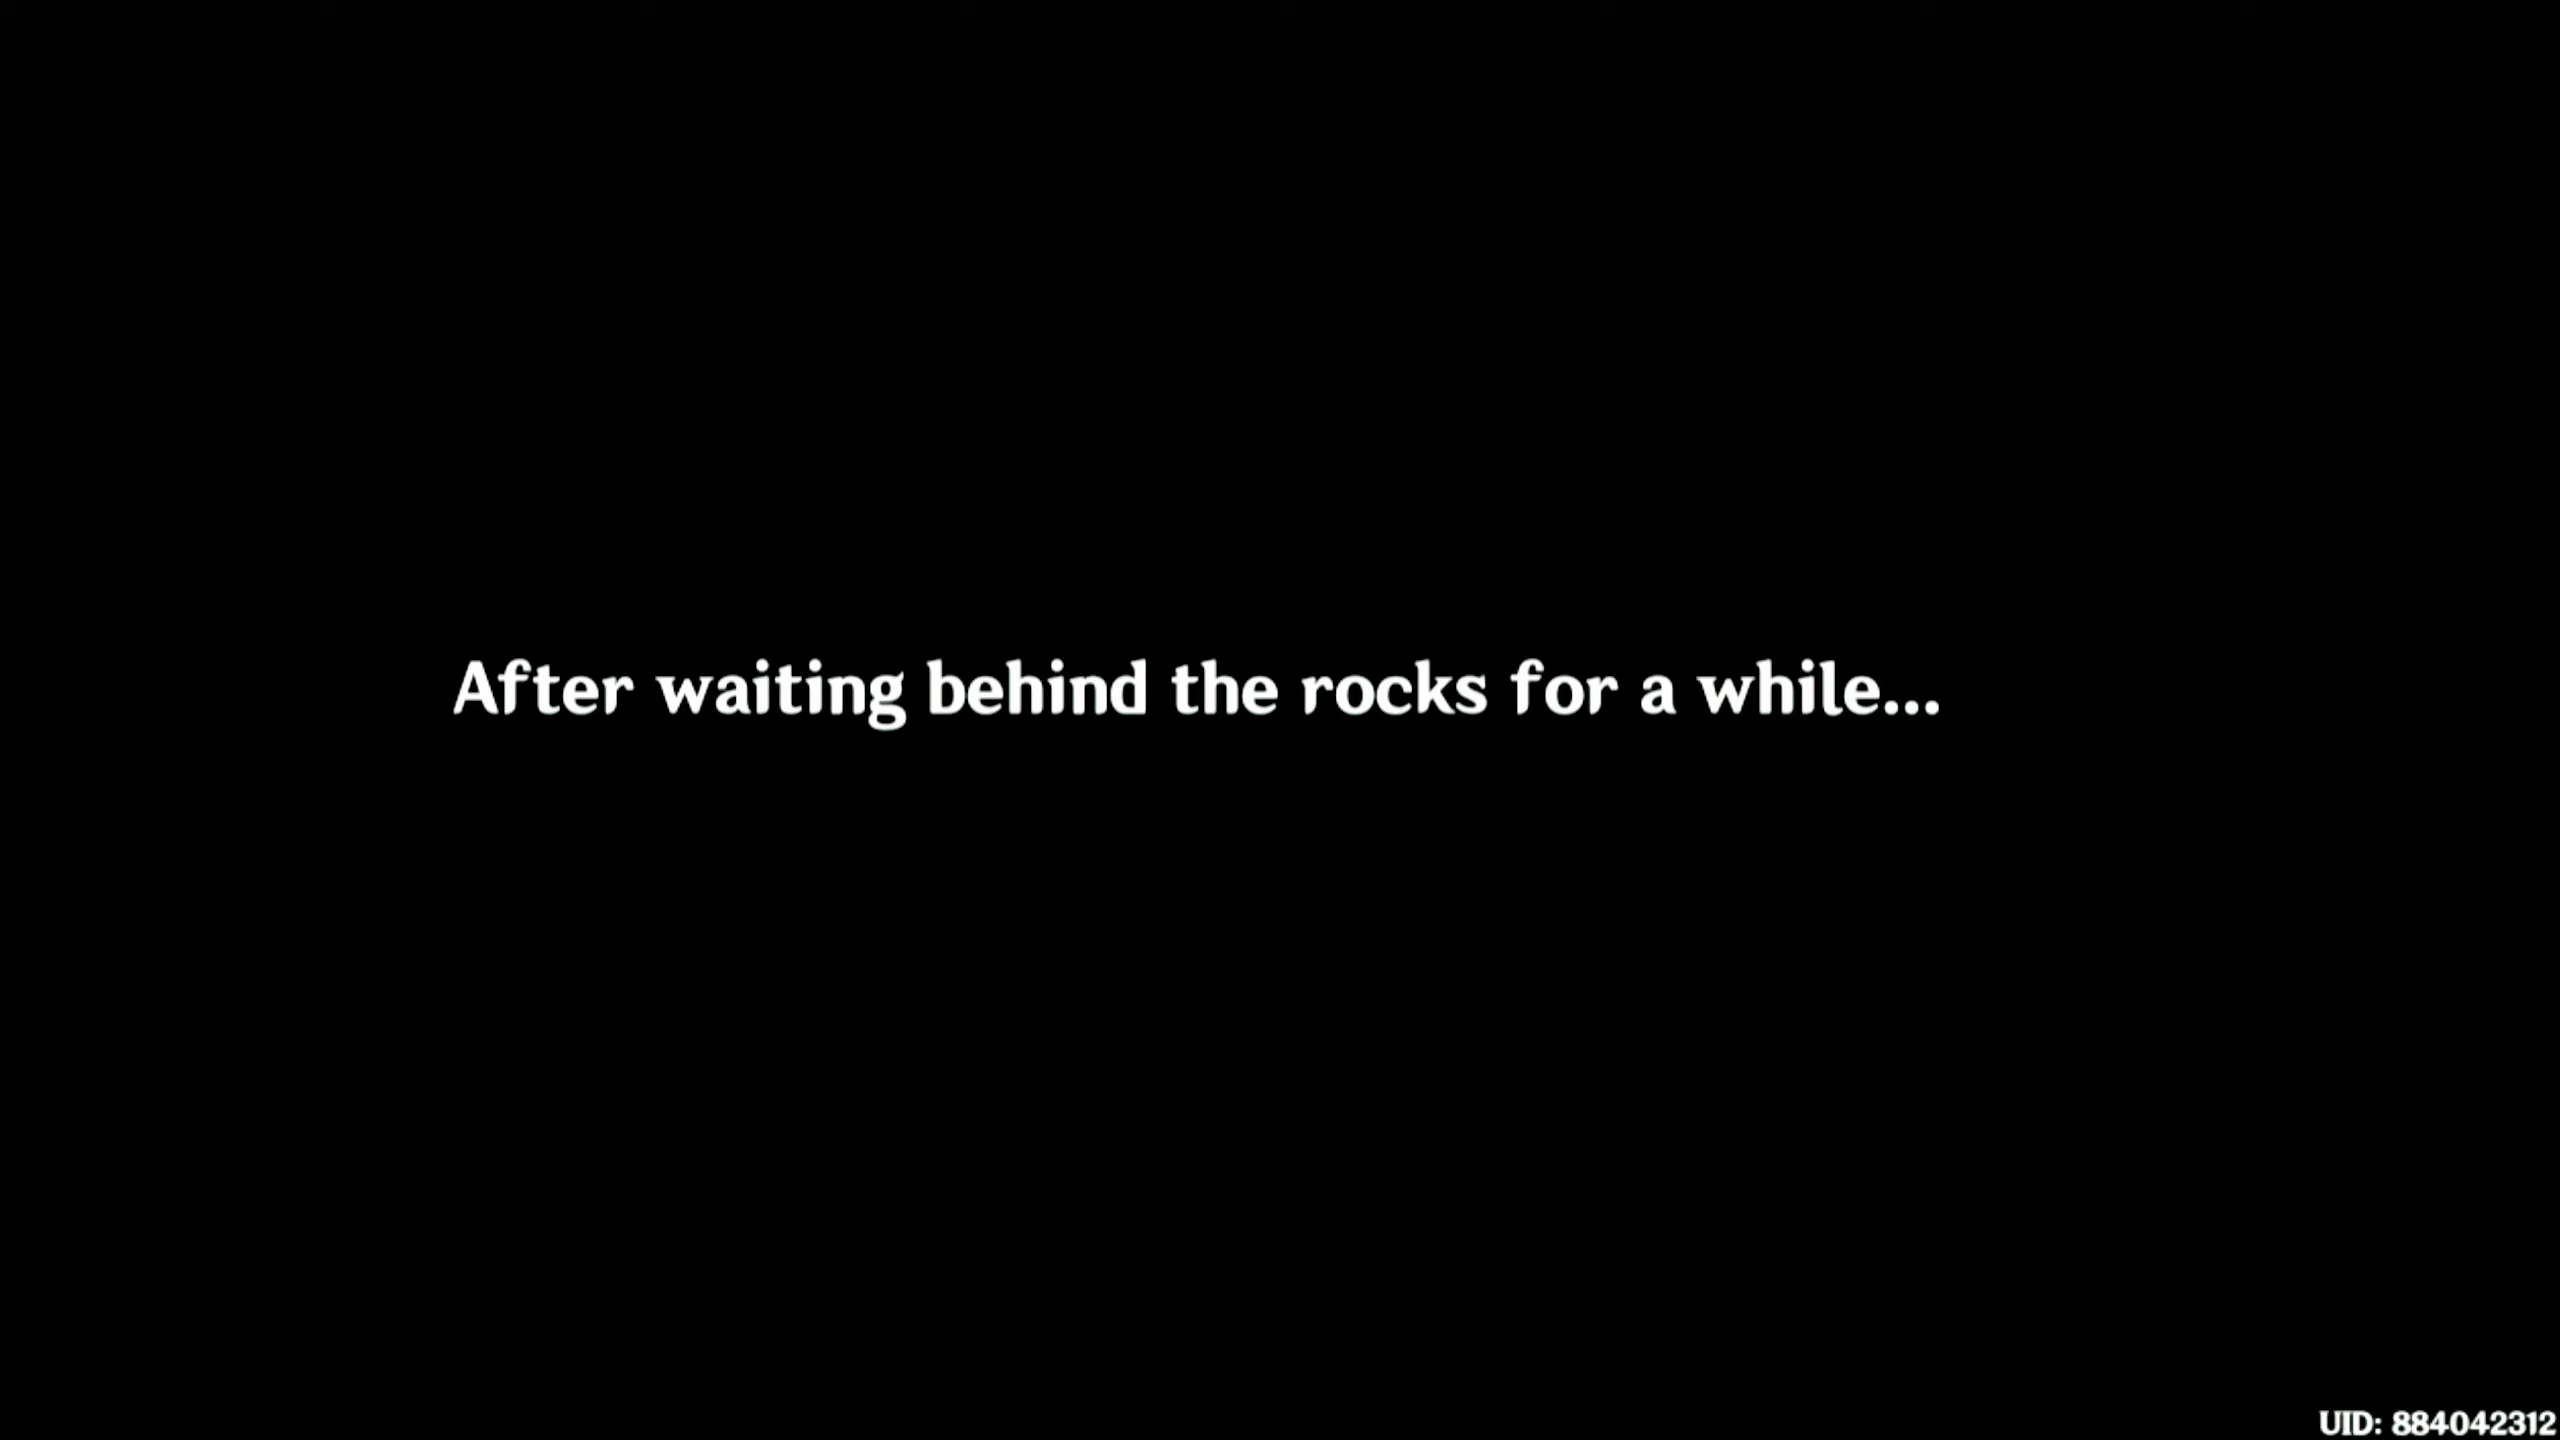 After waiting behind the rocks for a while...
UID: 884042312